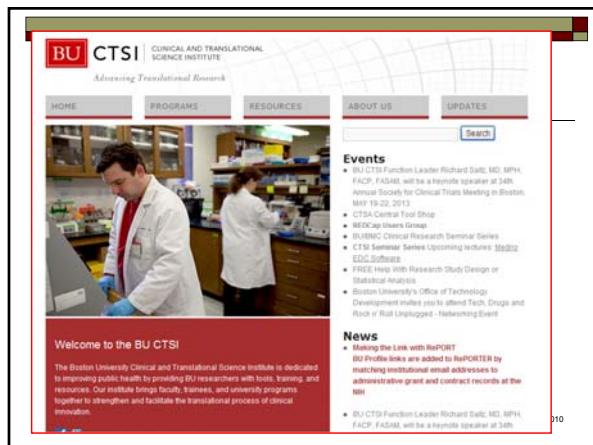 BU CTSI CLINICAL AND TRANSLATIONAL
SCIENCE INSTITUTE
Advancing Translational Research
HOME PROGRAMS RESOURCES ABOUT US UPDATES
Search
Events
BU CTSI Function Leader Richard Saitz, MD, MPH,
FACP, FASAM, will be a keynote speaker at 34th
Annual Society for Clinical Trials Meeting in Boston,
MAY 19-22, 2013
CTSA Central Tool Shop
REDCap Users Group
BU/BMC Clinical Research Seminar Series
CTSI Seminar Series Upcoming lectures:
EDC Software
FREE Help With Research Study Design or
Statistical Analysis
Boston University's Office of Technology
Development invites you to attend Tech, Drugs and
Rock n' Roll Unplugged - Networking Event
News
Making the Link with RePORT
BU Profile links are added to RePORTER by
matching institutional email addresses to
administrative grant and contract records at the
NIH
BU CTSI Function Leader Richard Saitz, MD, MPH,
FACP, FASAM, will be a keynote speaker at 34th
Welcome to the BU CTSI
The Boston University Clinical and Translational Science Institute is dedicated
to improving public health by providing BU researchers with tools, training, and
resources. Our institute brings faculty, trainees, and university programs
together to strengthen and facilitate the translational process of clinical
innovation.
010